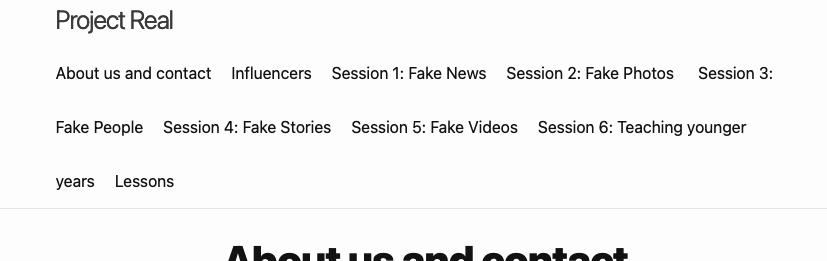 Project Real
About us and contact Influencers Session 1: Fake News Session 2: Fake Photos Session 3:
Fake People Session 4: Fake Stories Session 5: Fake Videos Session 6: Teaching younger
years Lessons
About us and contact